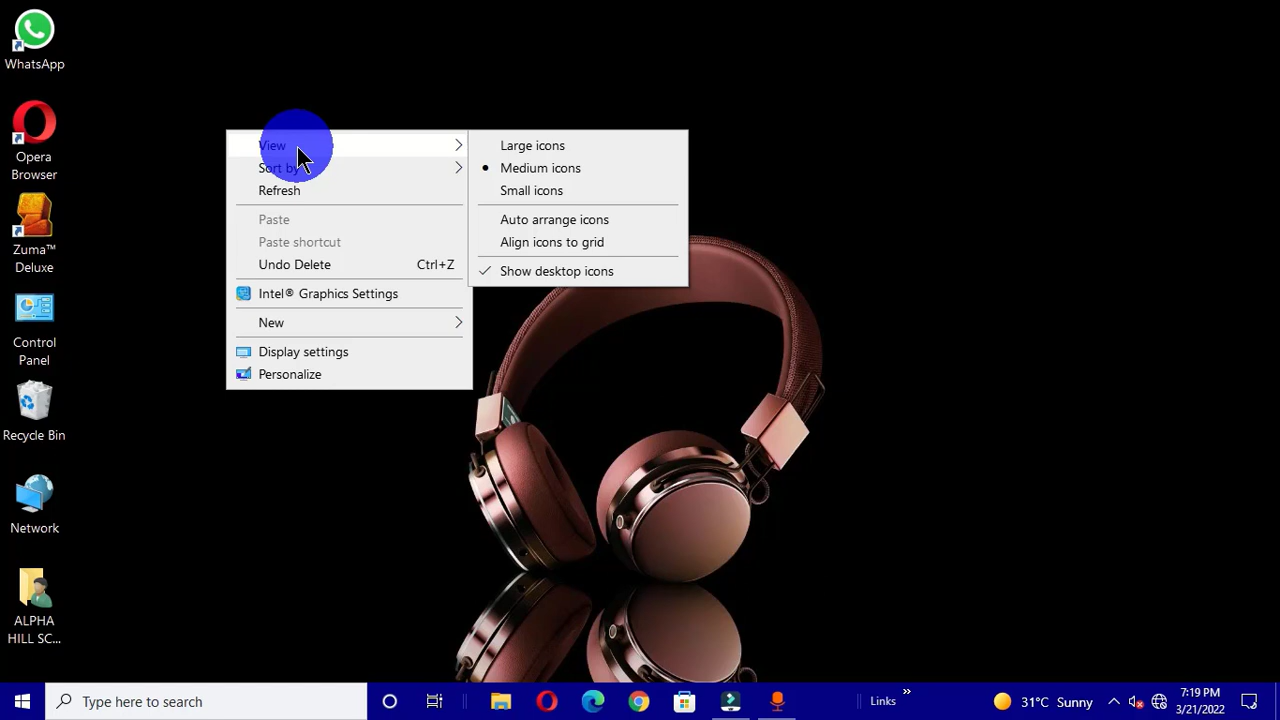 WhatsApp
Opera
Browser
Zuma™
Deluxe
Control
Panel
Recycle Bin
Network
ALPHA
HILL SC...
View
Sort by
Refresh
Paste
Paste shortcut
Undo Delete Ctrl+Z
Intel® Graphics Settings
New
Display settings
Personalize
Large icons
Medium icons
Small icons
Auto arrange icons
Align icons to grid
Show desktop icons
Type here to search
Links
31°C Sunny
7:19 PM
3/21/2022